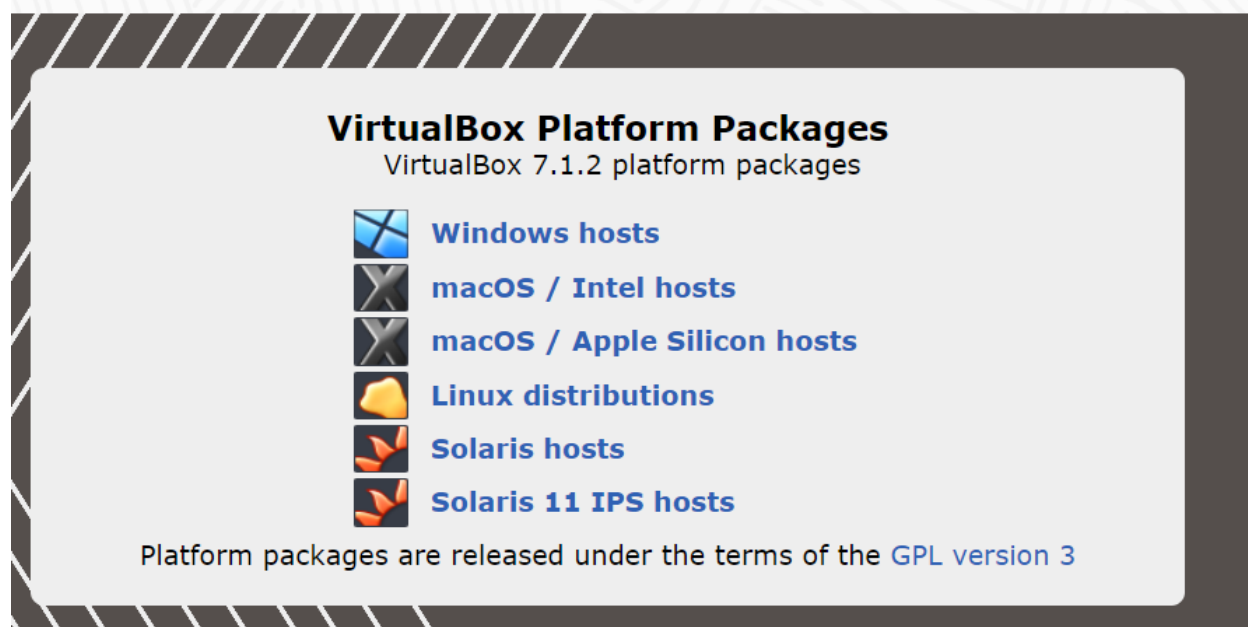 VirtualBox Platform Packages
VirtualBox 7.1.2 platform packages
Windows hosts
macOS / Intel hosts
macOS / Apple Silicon hosts
Linux distributions
Solaris hosts
Solaris 11 IPS hosts
Platform packages are released under the terms of the GPL version 3